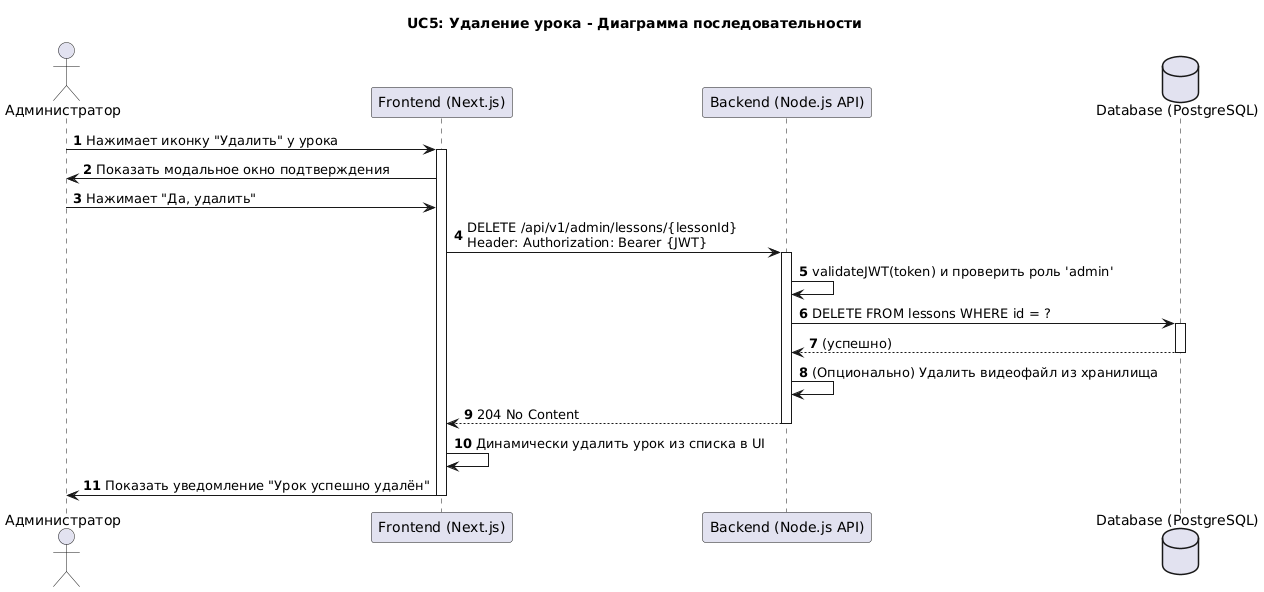 UC5: Удаление урока - Диаграмма последовательности
Администратор
Frontend (Next.js)
Backend (Node.js API)
Database (PostgreSQL)
1 Нажимает иконку "Удалить" у урока
2 Показать модальное окно подтверждения
3 Нажимает "Да, удалить"
4 DELETE /api/v1/admin/lessons/{lessonId}
Header: Authorization: Bearer {JWT}
5 validateJWT(token) и проверить роль 'admin'
6 DELETE FROM lessons WHERE id = ?
7 (успешно)
8 (Опционально) Удалить видеофайл из хранилища
9 204 No Content
10 Динамически удалить урок из списка в UI
11 Показать уведомление "Урок успешно удалён"
Администратор
Frontend (Next.js)
Backend (Node.js API)
Database (PostgreSQL)